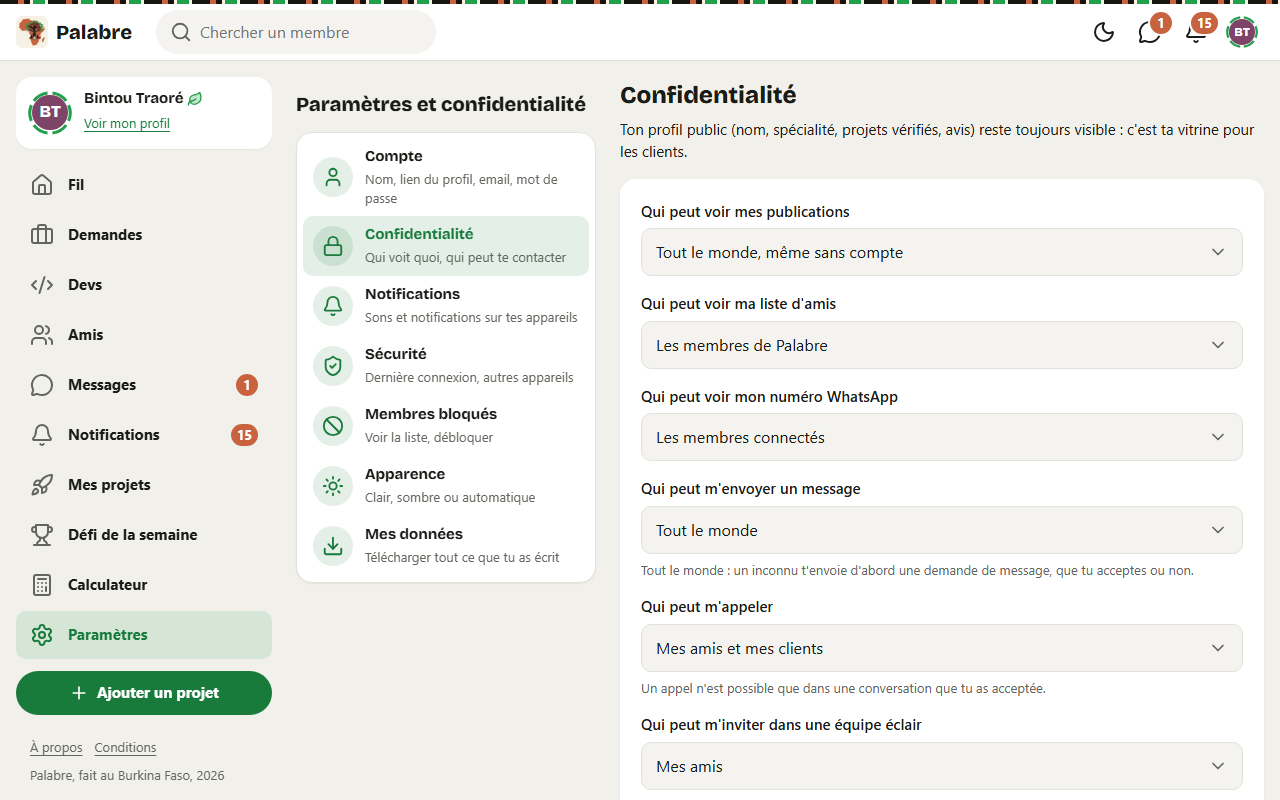 Palabre
Chercher un membre
1
15
BT
BT
Bintou Traoré
Voir mon profil
Fil
Demandes
Devs
Amis
Messages
1
Notifications
15
Mes projets
Défi de la semaine
Calculateur
Paramètres
Ajouter un projet
À propos
Conditions
Palabre, fait au Burkina Faso, 2026
Paramètres et confidentialité
Compte
Nom, lien du profil, email, mot de
passe
Confidentialité
Qui voit quoi, qui peut te contacter
Notifications
Sons et notifications sur tes appareils
Sécurité
Dernière connexion, autres appareils
Membres bloqués
Voir la liste, débloquer
Apparence
Clair, sombre ou automatique
Mes données
Télécharger tout ce que tu as écrit
Confidentialité
Ton profil public (nom, spécialité, projets vérifiés, avis) reste toujours visible : c'est ta vitrine pour
les clients.
Qui peut voir mes publications
Tout le monde, même sans compte
Qui peut voir ma liste d'amis
Les membres de Palabre
Qui peut voir mon numéro WhatsApp
Les membres connectés
Qui peut m'envoyer un message
Tout le monde
Tout le monde : un inconnu t'envoie d'abord une demande de message, que tu acceptes ou non.
Qui peut m'appeler
Mes amis et mes clients
Un appel n'est possible que dans une conversation que tu as acceptée.
Qui peut m'inviter dans une équipe éclair
Mes amis